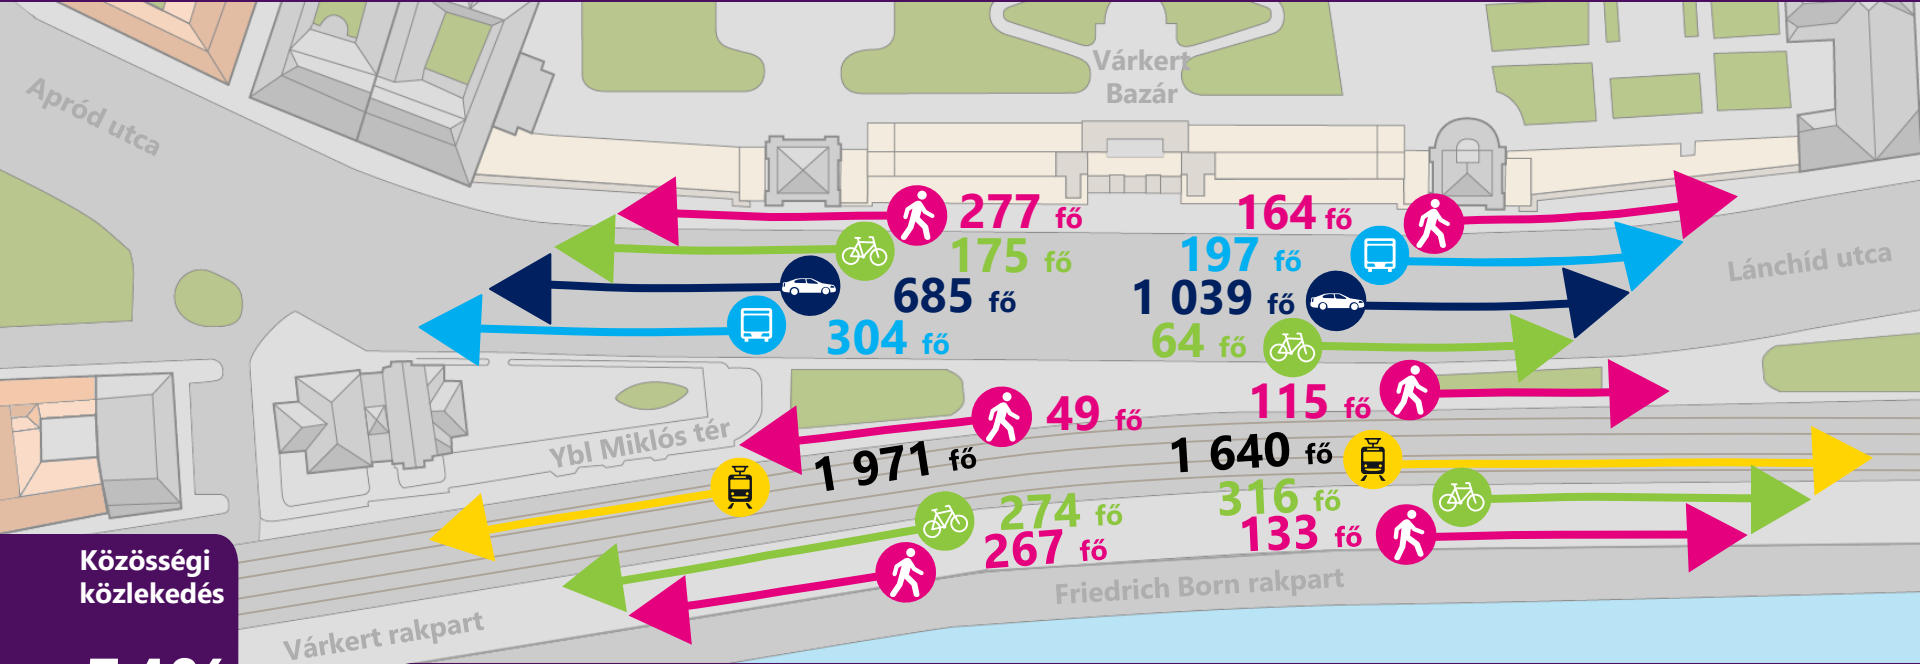 Várkert
Bazár
Apród utca
277 fő
164 fő
175 fő
197 fő
Lánchíd utca
685 fő
1 039 fő
304 fő
64 fő
115 fő
49 fő
Ybl Miklós tér
1 971 fő
1 640 fő
274 fő
316 fő
267 fő
133 fő
Közösségi
közlekedés
Friedrich Born rakpart
Várkert rakpart